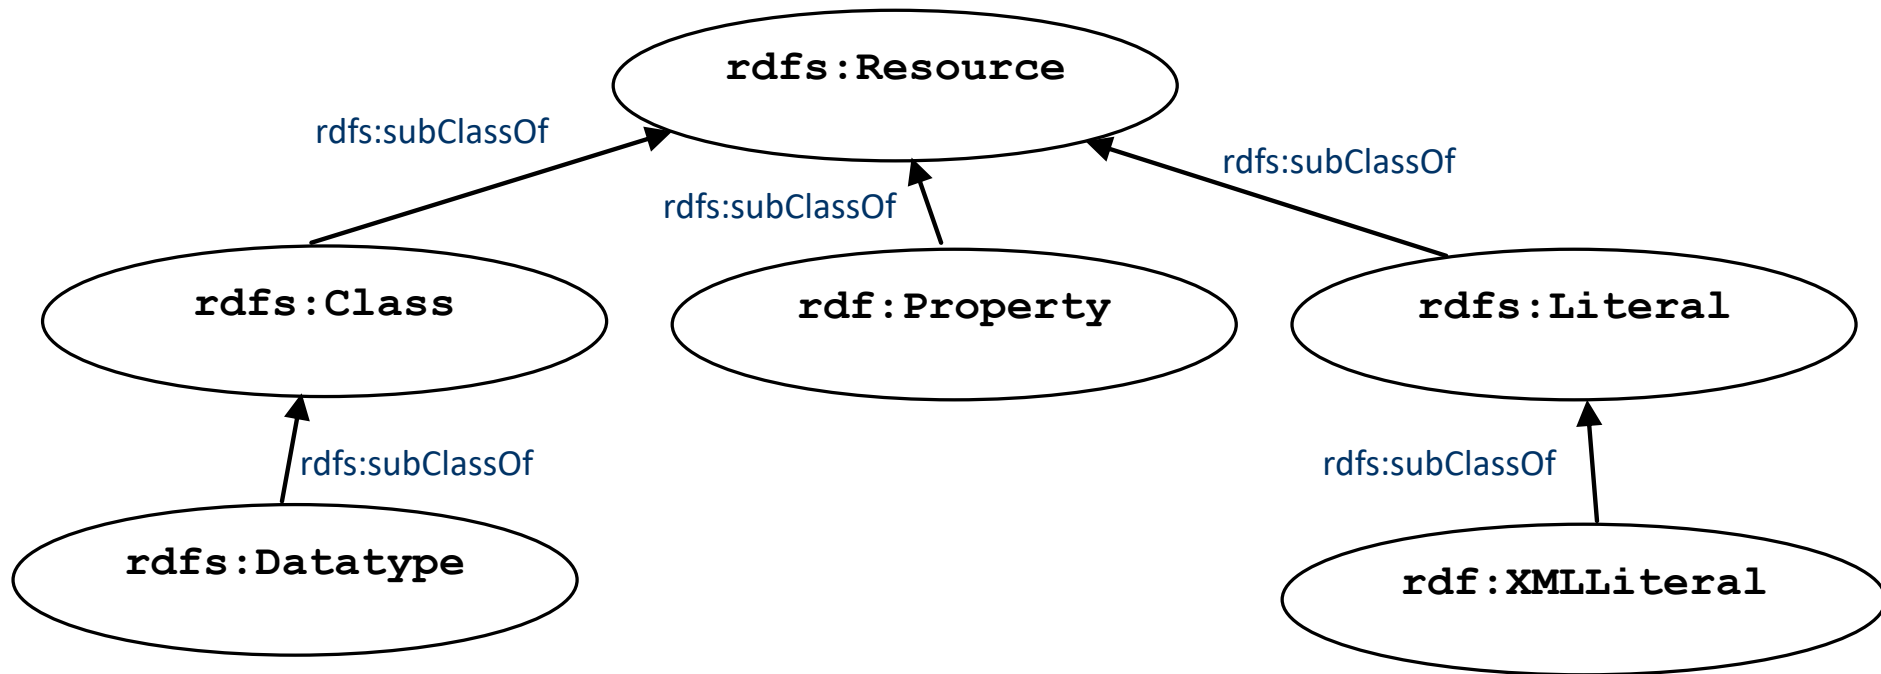 rdfs:Resource
rdfs:subClassOf
rdfs:subClassOf
rdfs:subClassOf
rdfs:Class
rdf:Property
rdfs:Literal
rdfs:subClassOf
rdfs:subClassOf
rdfs:Datatype
rdf:XMLLiteral